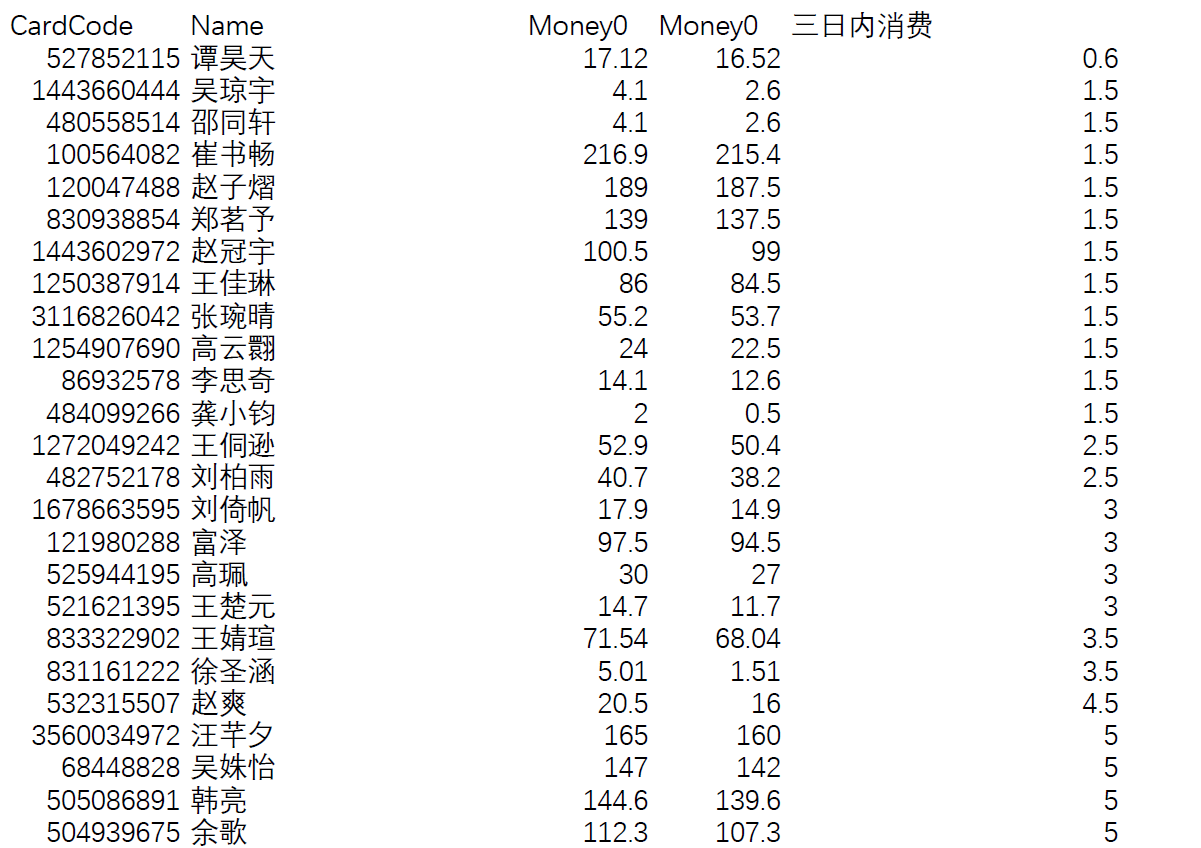 CardCode Name Money0 Money0 三日内消费
527852115 谭昊天 17.12 16.52 0.6
1443660444 吴琼宇 4.1 2.6 1.5
480558514 邵同轩 4.1 2.6 1.5
100564082 崔书畅 216.9 215.4 1.5
120047488 赵子熠 189 187.5 1.5
830938854 郑茗予 139 137.5 1.5
1443602972 赵冠宇 100.5 99 1.5
1250387914 王佳琳 86 84.5 1.5
3116826042 张琬晴 55.2 53.7 1.5
1254907690 高云翾 24 22.5 1.5
86932578 李思奇 14.1 12.6 1.5
484099266 龚小钧 2 0.5 1.5
1272049242 王侗逊 52.9 50.4 2.5
482752178 刘柏雨 40.7 38.2 2.5
1678663595 刘倚帆 17.9 14.9 3
121980288 富泽 97.5 94.5 3
525944195 高珮 30 27 3
521621395 王楚元 14.7 11.7 3
833322902 王婧瑄 71.54 68.04 3.5
831161222 徐圣涵 5.01 1.51 3.5
532315507 赵爽 20.5 16 4.5
3560034972 汪芊夕 165 160 5
68448828 吴姝怡 147 142 5
505086891 韩亮 144.6 139.6 5
504939675 余歌 112.3 107.3 5